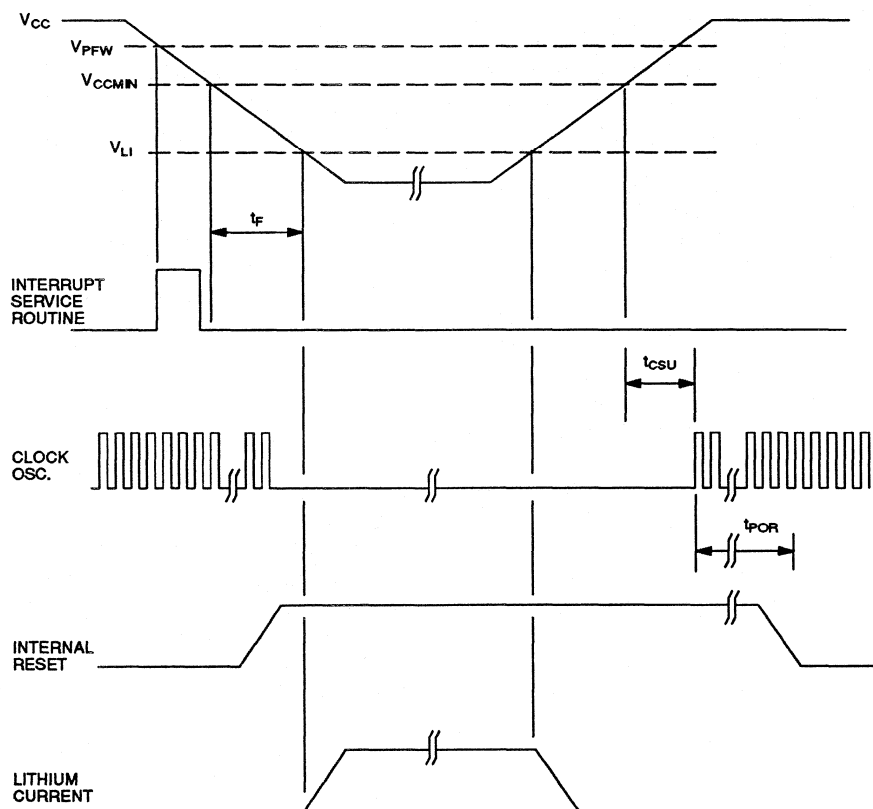 VCC
VPFW
VCCMIN
VLI
tF
INTERRUPT
SERVICE
ROUTINE
tCSU
CLOCK
OSC.
tPOR
INTERNAL
RESET
LITHIUM
CURRENT